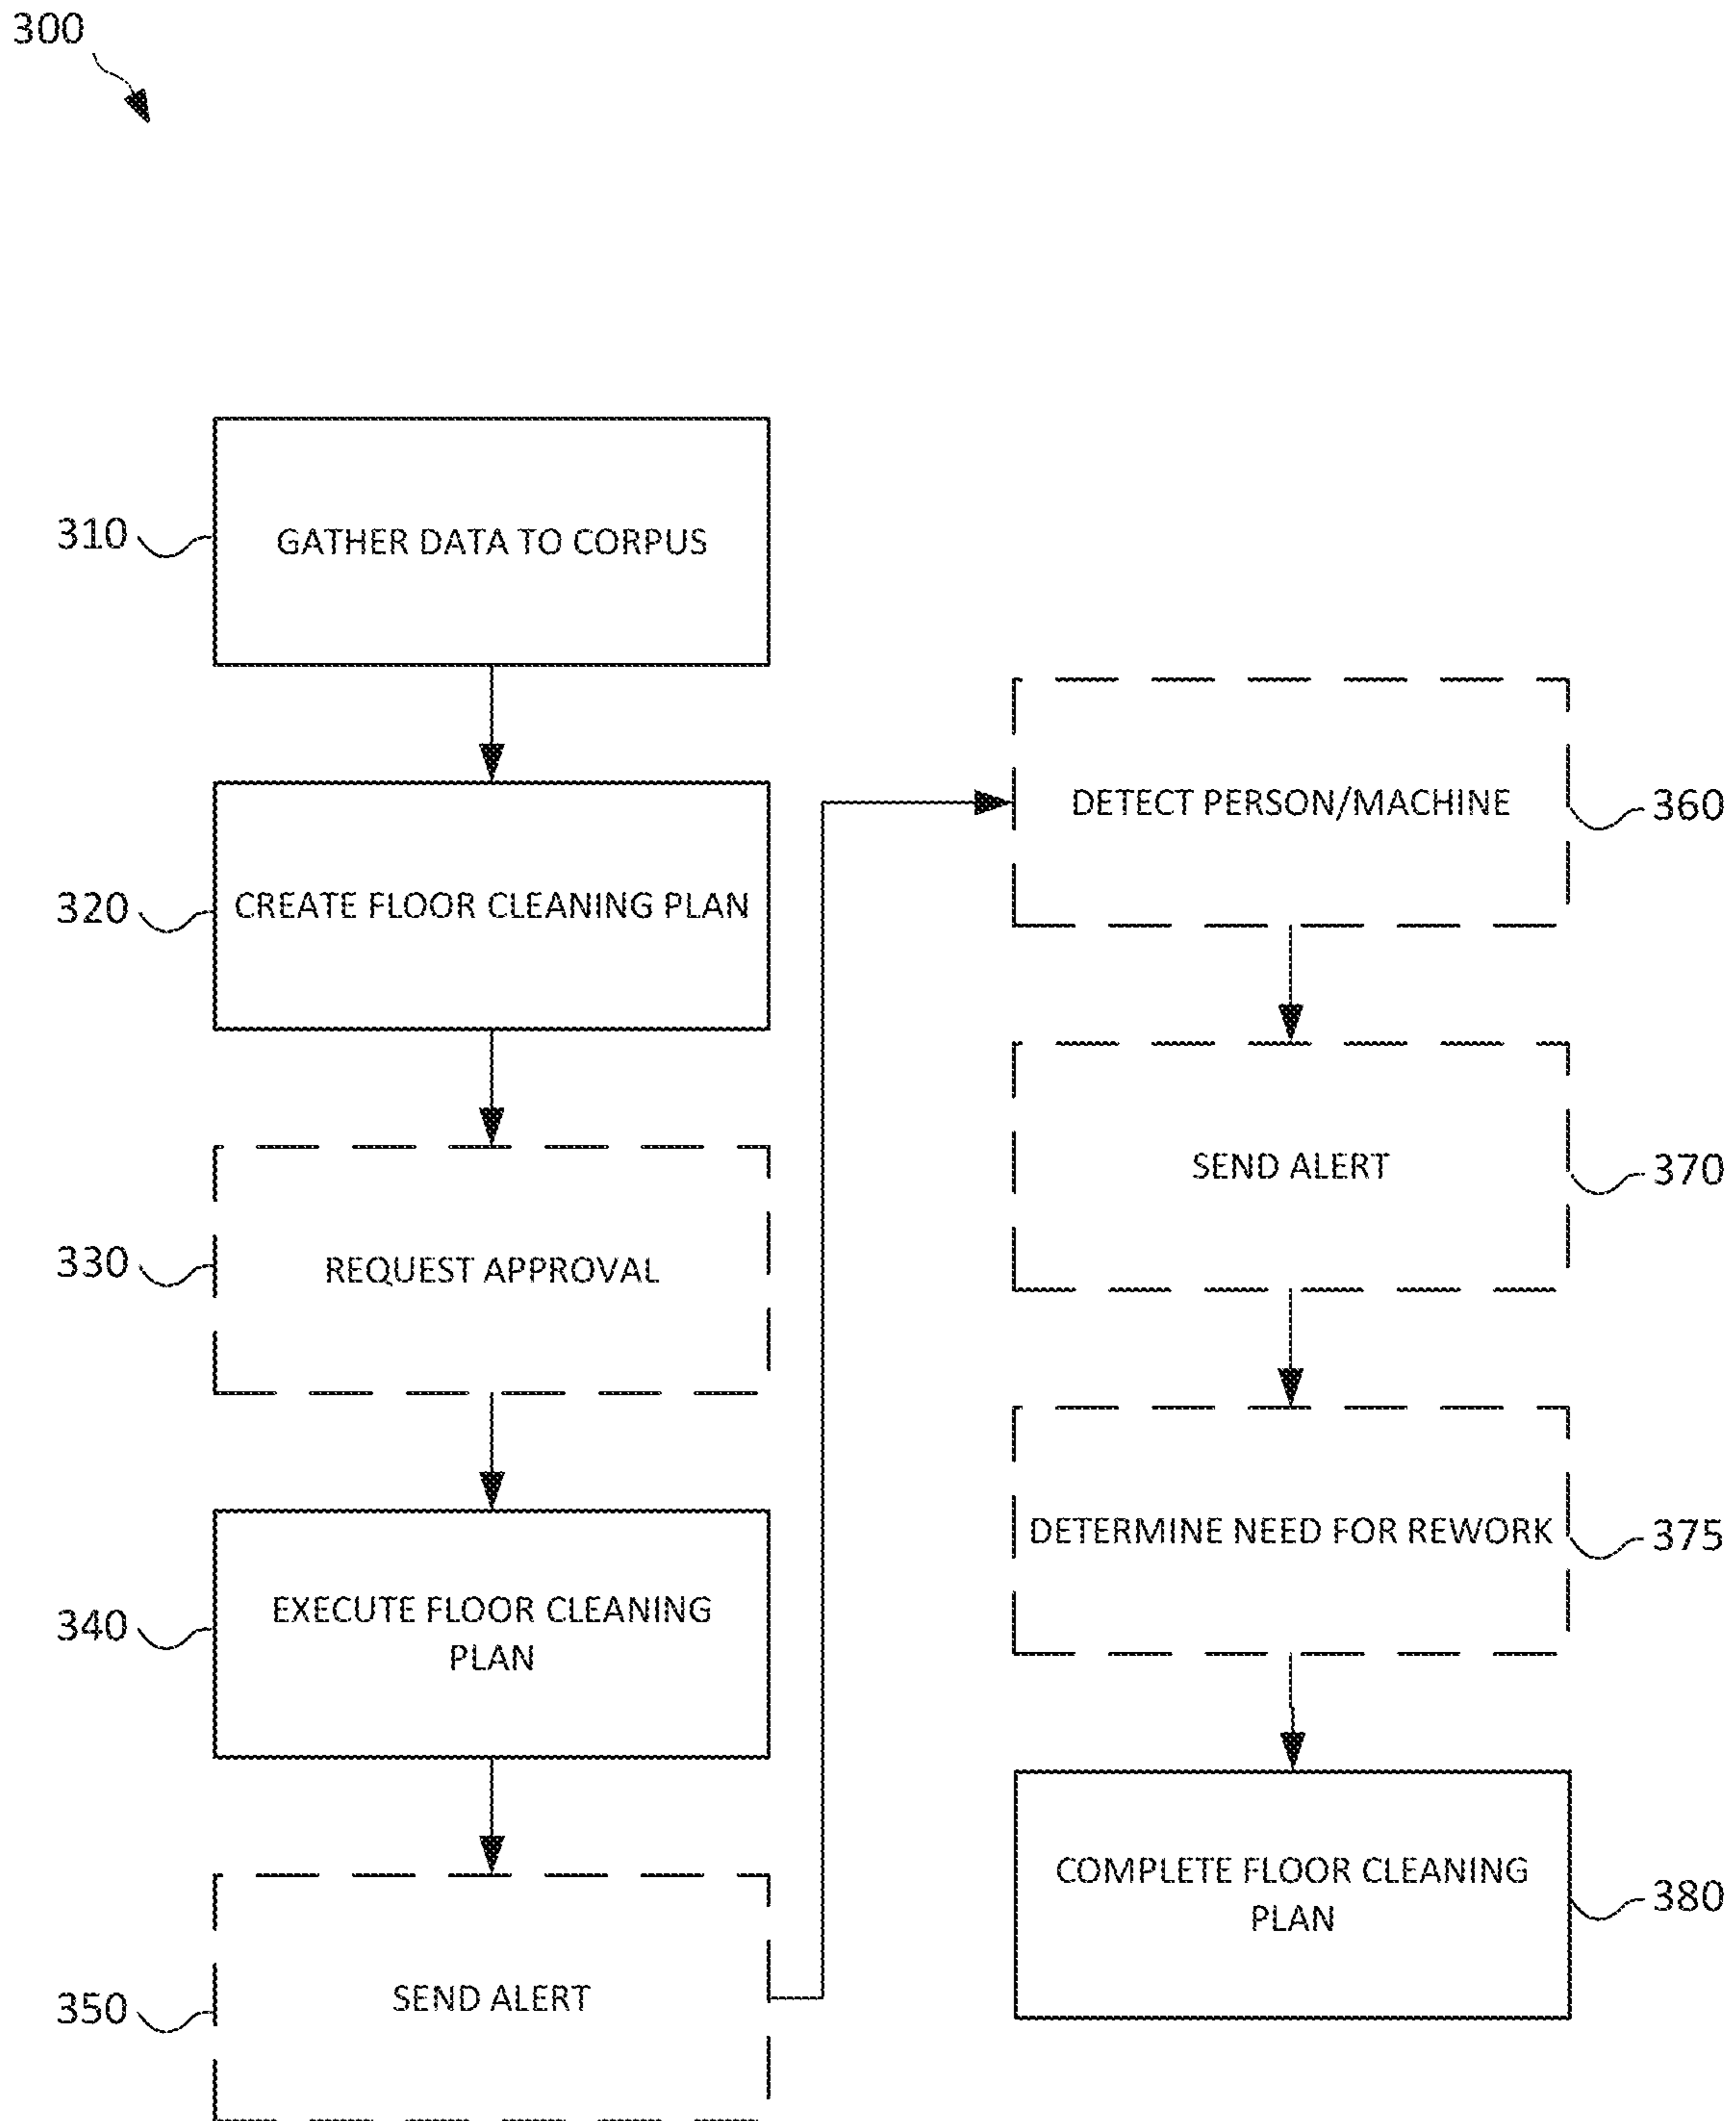 300
310
GATHER DATA TO CORPUS
320
CREATE FLOOR CLEANING PLAN
330
REQUEST APPROVAL
340
EXECUTE FLOOR CLEANING
PLAN
350
SEND ALERT
DETECT PERSON/MACHINE
360
SEND ALERT
370
DETERMINE NEED FOR REWORK
375
COMPLETE FLOOR CLEANING
PLAN
380